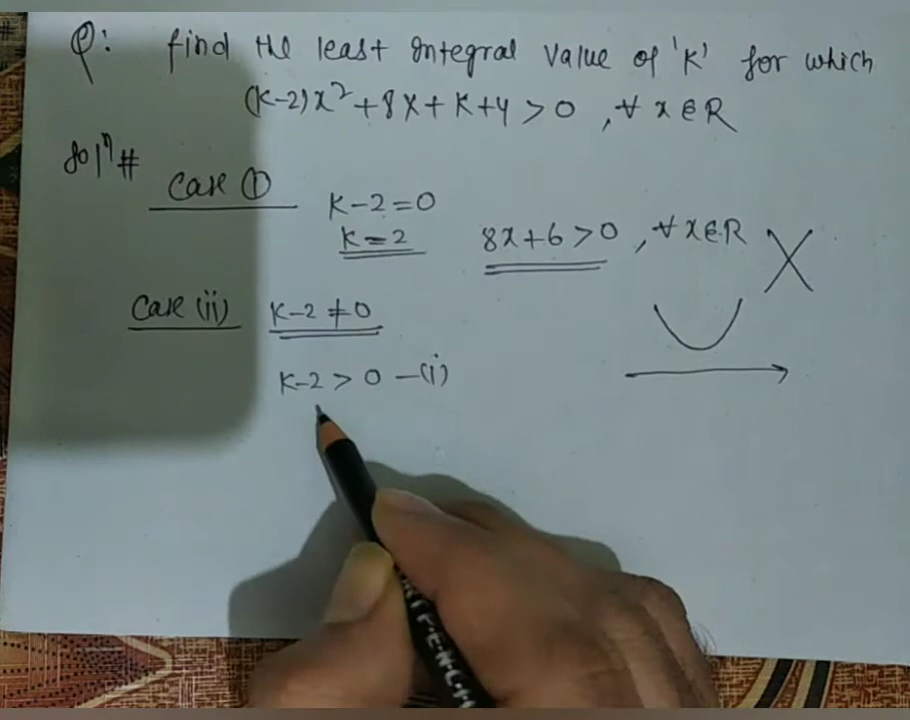 Q: find the least integral value of 'K' for which
(K-2)x²+8x+K+4>0 ,∀ x∈R
Solⁿ#
Case ①
K-2=0
K=2 8x+6>0 ,∀x∈R X
Case (ii) K-2≠0
K-2>0 —(i)